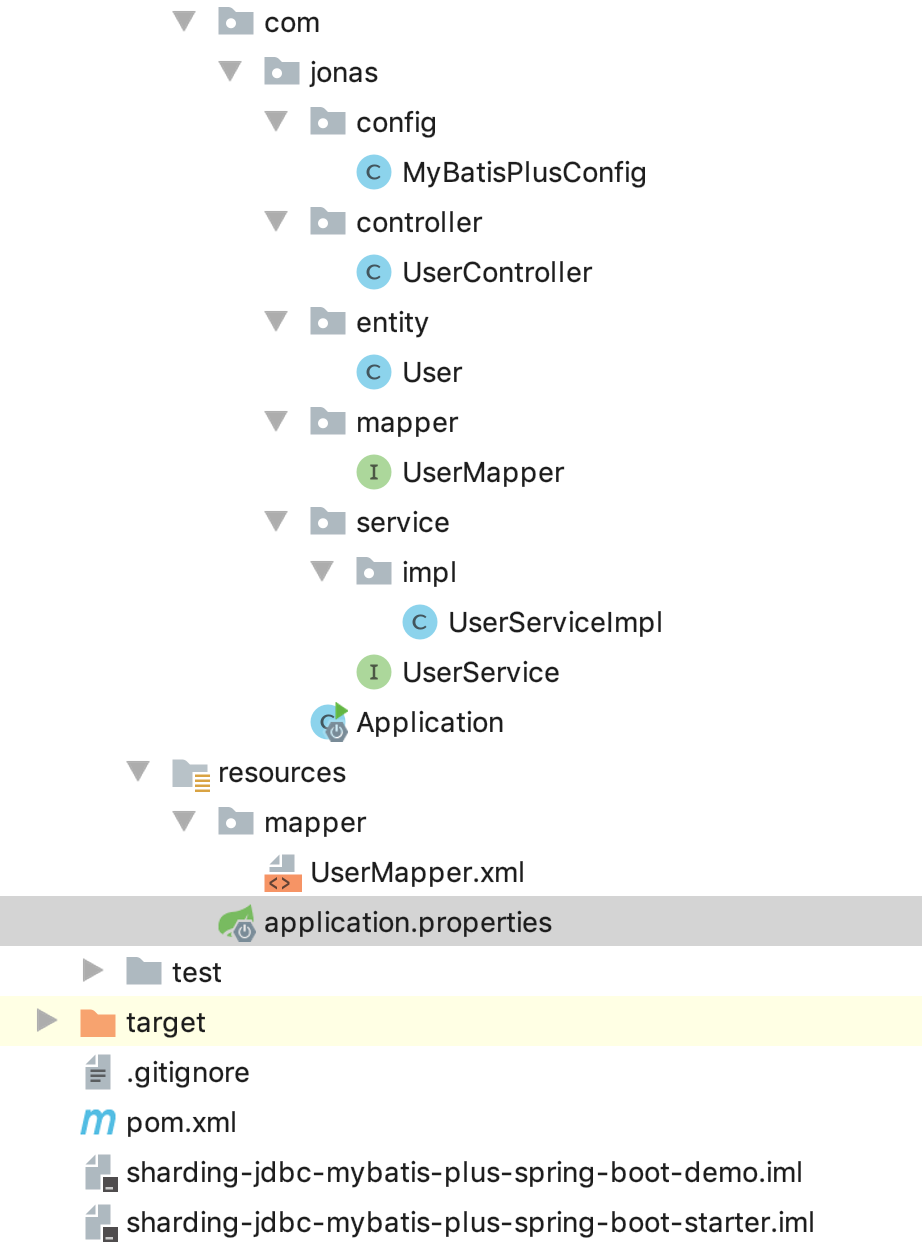 com
jonas
config
C MyBatisPlusConfig
controller
C UserController
entity
C User
mapper
I UserMapper
service
impl
C UserServiceImpl
I UserService
C Application
resources
mapper
<> UserMapper.xml
application.properties
test
target
.gitignore
m pom.xml
sharding-jdbc-mybatis-plus-spring-boot-demo.iml
sharding-jdbc-mybatis-plus-spring-boot-starter.iml